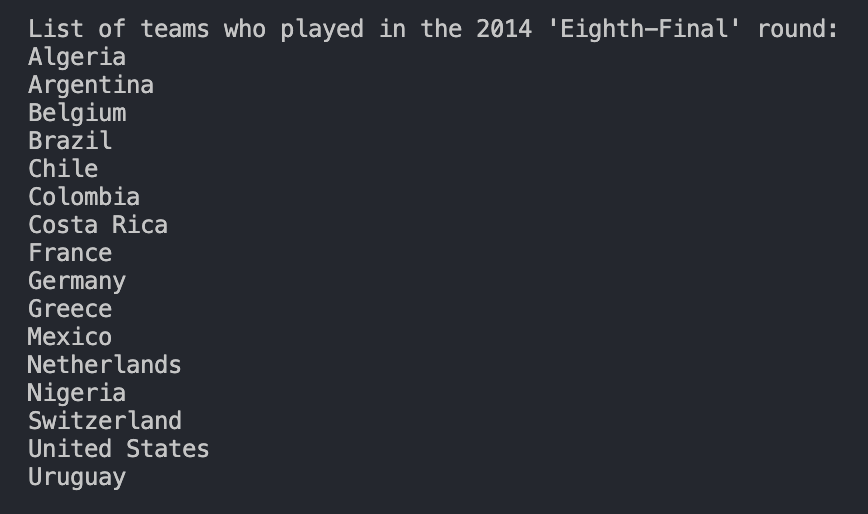 List of teams who played in the 2014 'Eighth-Final' round:
Algeria
Argentina
Belgium
Brazil
Chile
Colombia
Costa Rica
France
Germany
Greece
Mexico
Netherlands
Nigeria
Switzerland
United States
Uruguay